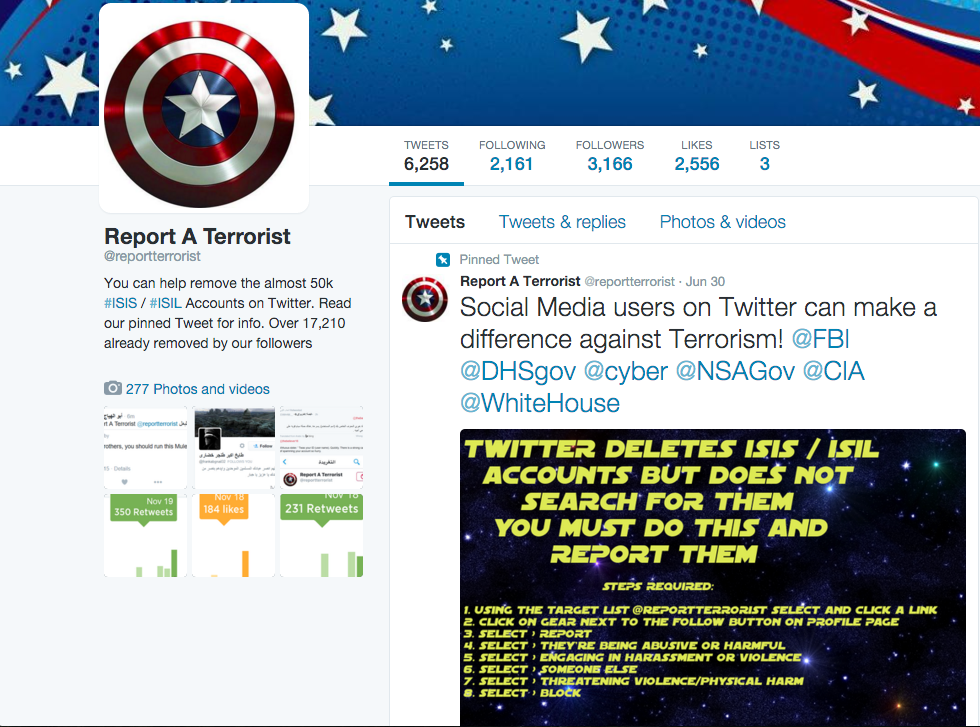 TWEETS
6,258
FOLLOWING
2,161
FOLLOWERS
3,166
LIKES
2,556
LISTS
3
Report A Terrorist
@reportterrorist
You can help remove the almost 50k
#ISIS / #ISIL Accounts on Twitter. Read
our pinned Tweet for info. Over 17,210
already removed by our followers
277 Photos and videos
rt A Terrorist @reportterrorist
rothers, you should run this Mule
Details
Follow
Report A Terrorist
@reportterrorist
Nov 19
350 Retweets
Nov 18
184 likes
Nov 18
231 Retweets
Tweets
Tweets & replies
Photos & videos
Pinned Tweet
Report A Terrorist @reportterrorist · Jun 30
Social Media users on Twitter can make a
difference against Terrorism! @FBI
@DHSgov @cyber @NSAGov @CIA
@WhiteHouse
TWITTER DELETES ISIS / ISIL
ACCOUNTS BUT DOES NOT
SEARCH FOR THEM
YOU MUST DO THIS AND
REPORT THEM
STEPS REQUIRED:
1. USING THE TARGET LIST @REPORTTERRORIST SELECT AND CLICK A LINK
2. CLICK ON GEAR NEXT TO THE FOLLOW BUTTON ON PROFILE PAGE
3. SELECT > REPORT
4. SELECT > THEY'RE BEING ABUSIVE OR HARMFUL
5. SELECT > ENGAGING IN HARASSMENT OR VIOLENCE
6. SELECT > SOMEONE ELSE
7. SELECT > THREATENING VIOLENCE/PHYSICAL HARM
8. SELECT > BLOCK